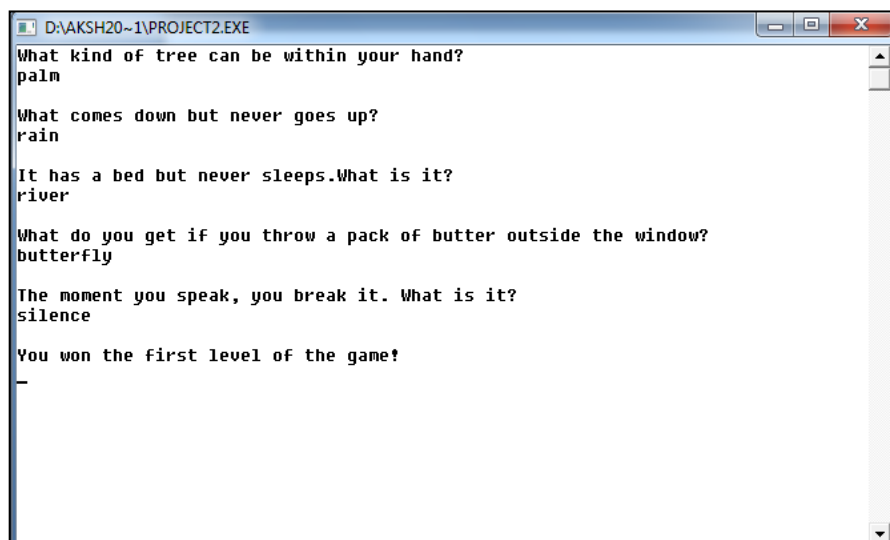 D:\AKSH20~1\PROJECT2.EXE
What kind of tree can be within your hand?
palm
What comes down but never goes up?
rain
It has a bed but never sleeps.What is it?
river
What do you get if you throw a pack of butter outside the window?
butterfly
The moment you speak, you break it. What is it?
silence
You won the first level of the game!